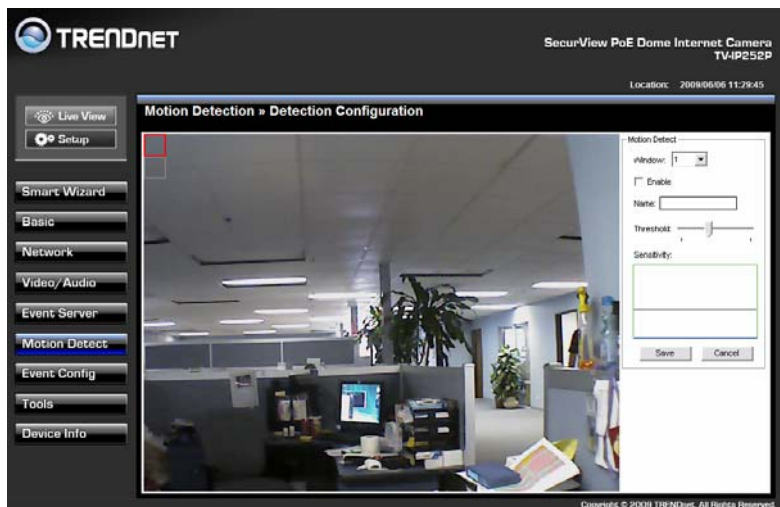 TRENDnet
SecurView PoE Dome Internet Camera
TV-IP252P
Location: 2009/06/06 11:29:45
Live View
Setup
Motion Detection » Detection Configuration
Smart Wizard
Basic
Network
Video/Audio
Event Server
Motion Detect
Event Config
Tools
Device Info
Motion Detect
Window: 1
Enable
Name:
Threshold:
Sensitivity:
Save Cancel
Copyright © 2009 TRENDnet. All Rights Reserved.